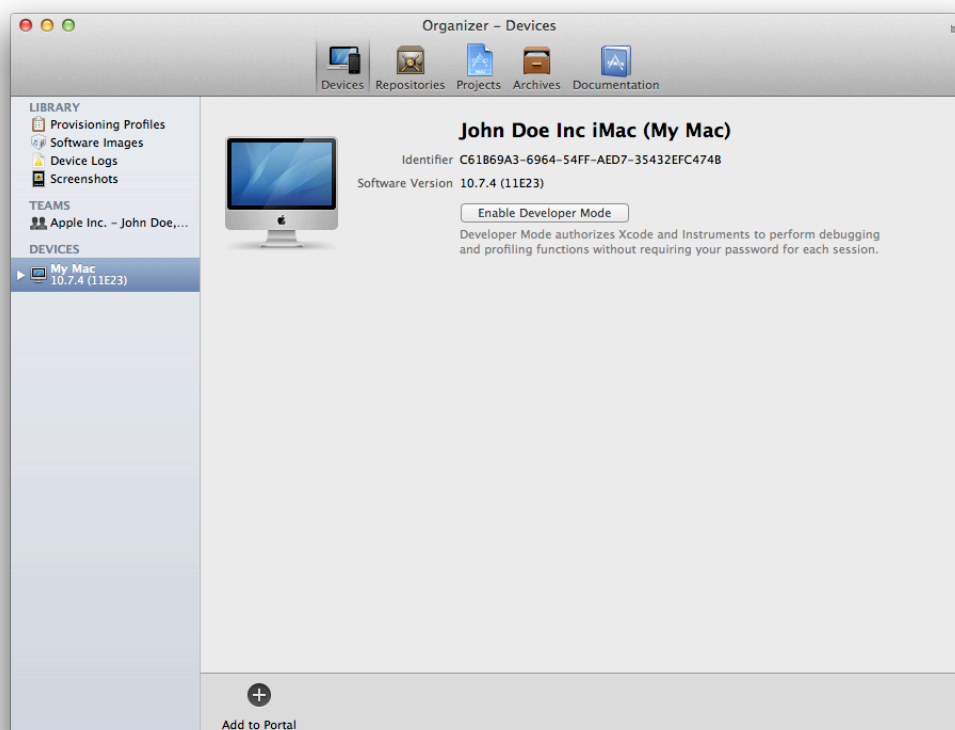 Organizer – Devices
Devices
Repositories
Projects
Archives
Documentation
LIBRARY
Provisioning Profiles
Software Images
Device Logs
Screenshots
TEAMS
Apple Inc. – John Doe,...
DEVICES
My Mac
10.7.4 (11E23)
John Doe Inc iMac (My Mac)
Identifier C61B69A3-6964-54FF-AED7-35432EFC474B
Software Version 10.7.4 (11E23)
Enable Developer Mode
Developer Mode authorizes Xcode and Instruments to perform debugging
and profiling functions without requiring your password for each session.
Add to Portal